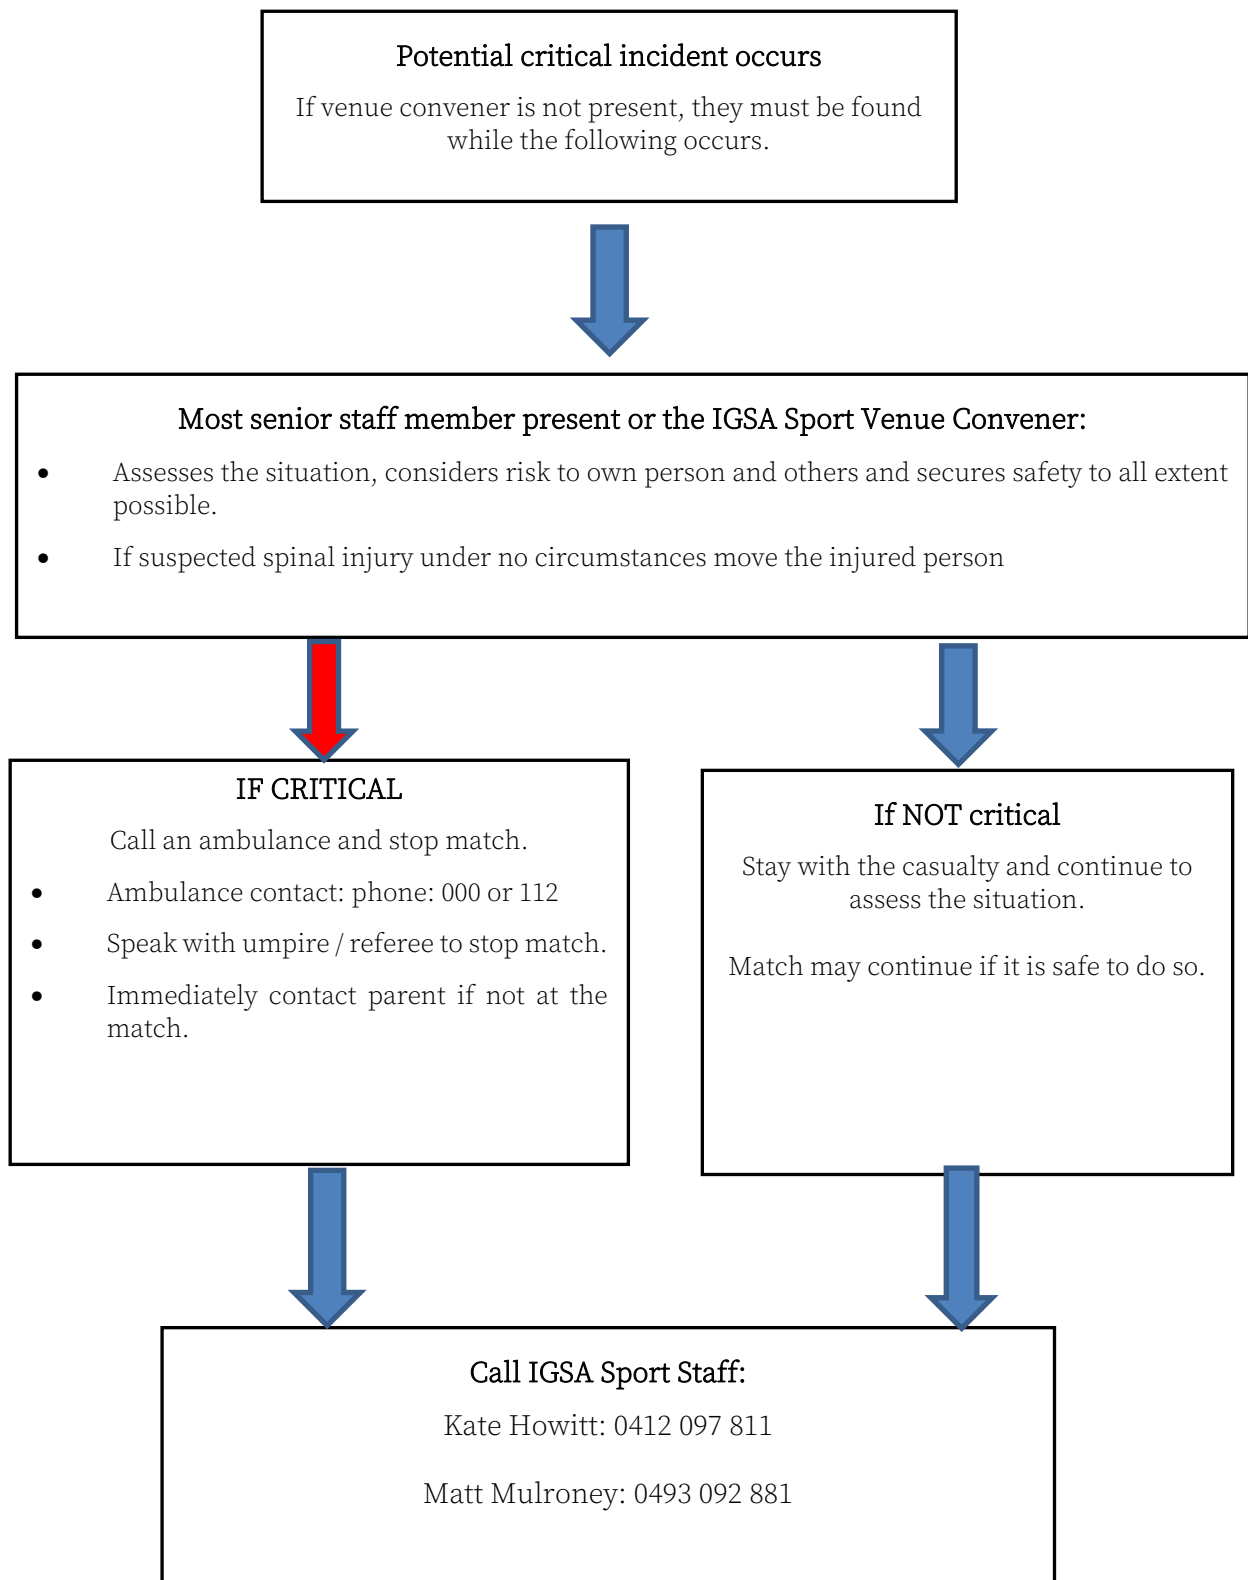 Potential critical incident occurs
If venue convener is not present, they must be found
while the following occurs.
Most senior staff member present or the IGSA Sport Venue Convener:
• Assesses the situation, considers risk to own person and others and secures safety to all extent
possible.
• If suspected spinal injury under no circumstances move the injured person
IF CRITICAL
Call an ambulance and stop match.
• Ambulance contact: phone: 000 or 112
• Speak with umpire / referee to stop match.
• Immediately contact parent if not at the
match.
If NOT critical
Stay with the casualty and continue to
assess the situation.
Match may continue if it is safe to do so.
Call IGSA Sport Staff:
Kate Howitt: 0412 097 811
Matt Mulroney: 0493 092 881